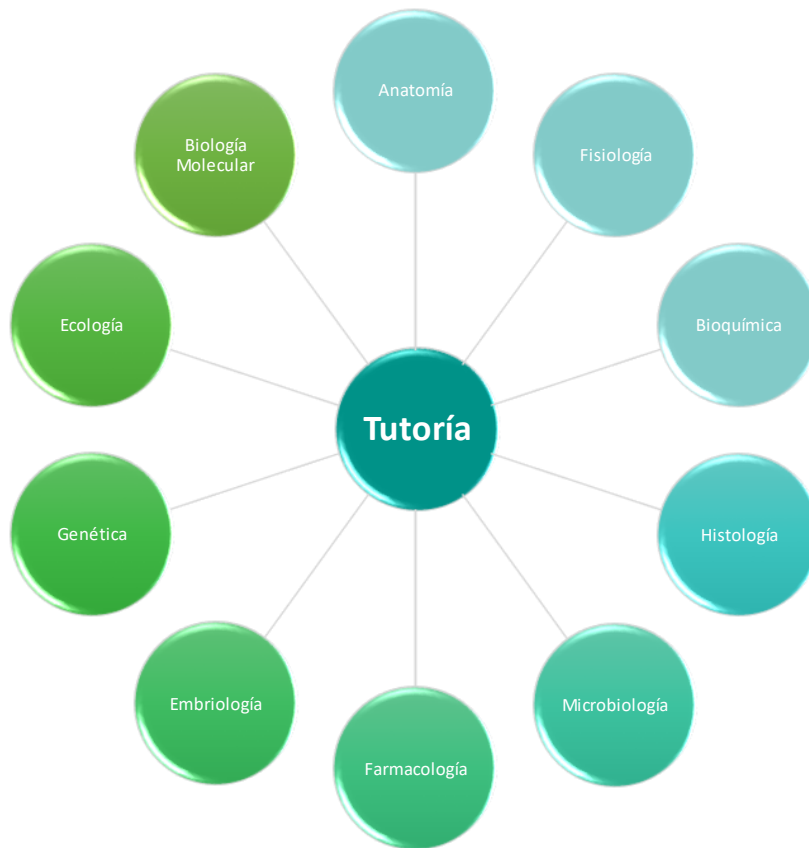 Anatomía
Fisiología
Bioquímica
Histología
Microbiología
Farmacología
Embriología
Genética
Ecología
Biología
Molecular
Tutoría